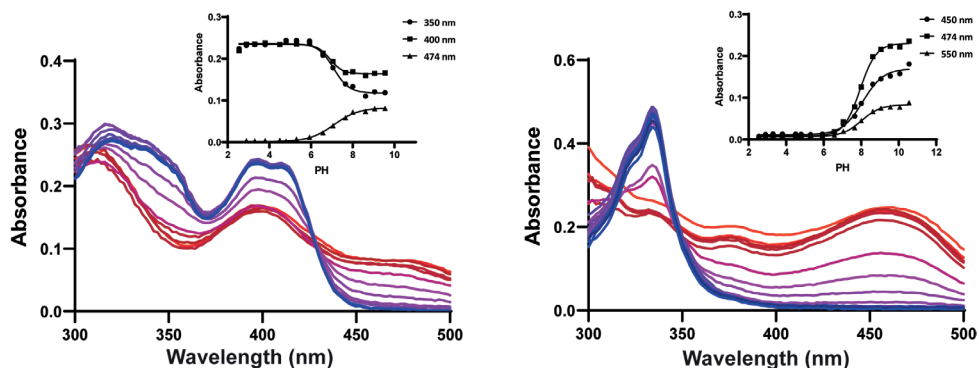 0.3
0.2
0.1
0.0
Absorbance
2 4 6 8 10
PH
350 nm
400 nm
474 nm
0.4
0.3
0.2
0.1
0.0
Absorbance
300 350 400 450 500
Wavelength (nm)
0.3
0.2
0.1
0.0
Absorbance
2 4 6 8 10 12
PH
450 nm
474 nm
550 nm
0.6
0.4
0.2
0.0
Absorbance
300 350 400 450 500
Wavelength (nm)